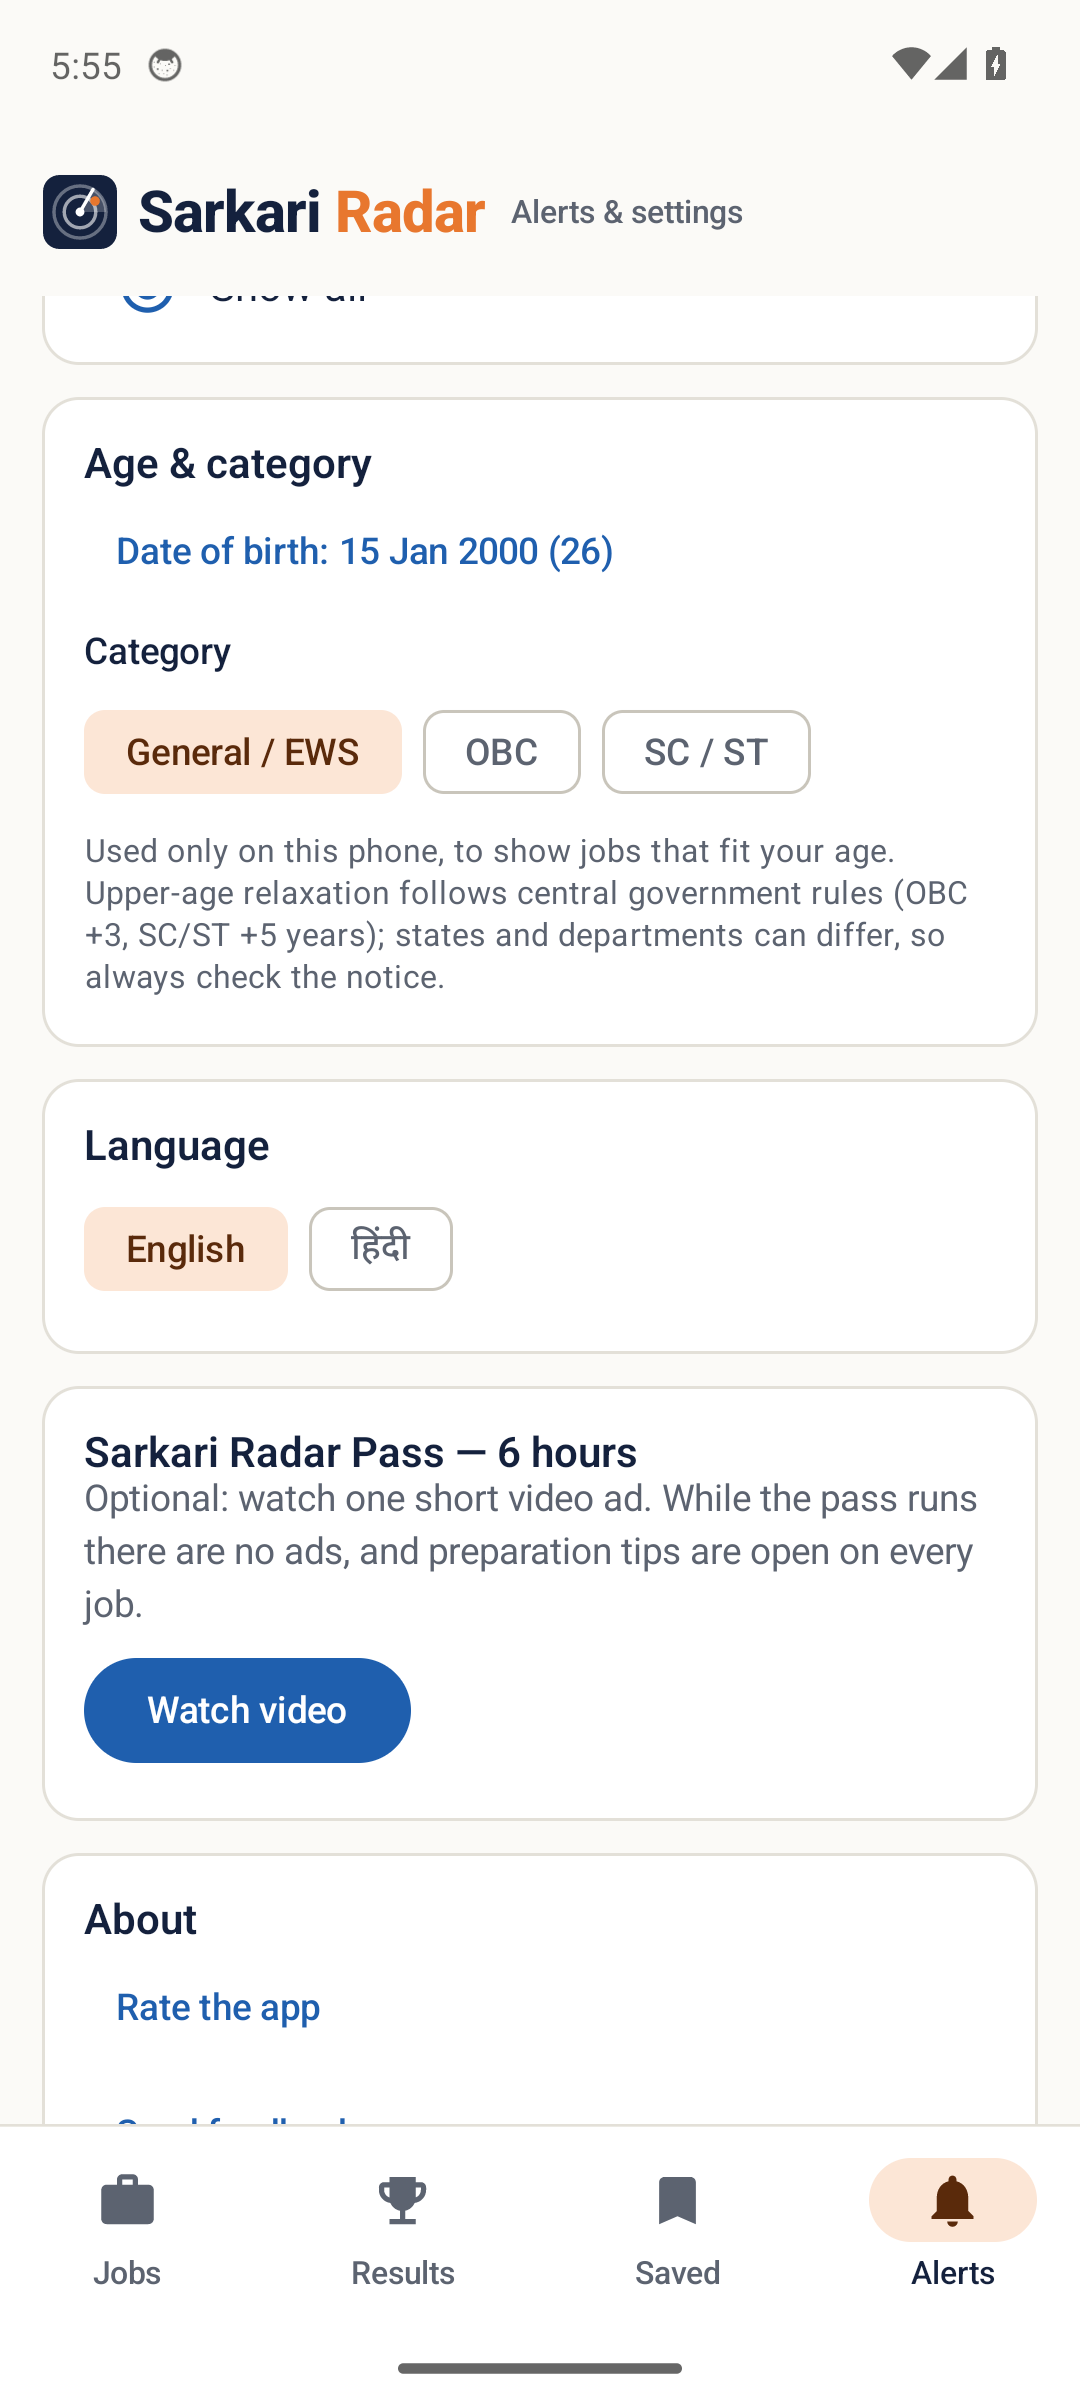 5:55
Sarkari Radar Alerts & settings
Show all
Age & category
Date of birth: 15 Jan 2000 (26)
Category
General / EWS OBC SC / ST
Used only on this phone, to show jobs that fit your age.
Upper-age relaxation follows central government rules (OBC
+3, SC/ST +5 years); states and departments can differ, so
always check the notice.
Language
English हिंदी
Sarkari Radar Pass — 6 hours
Optional: watch one short video ad. While the pass runs
there are no ads, and preparation tips are open on every
job.
Watch video
About
Rate the app
Jobs Results Saved Alerts